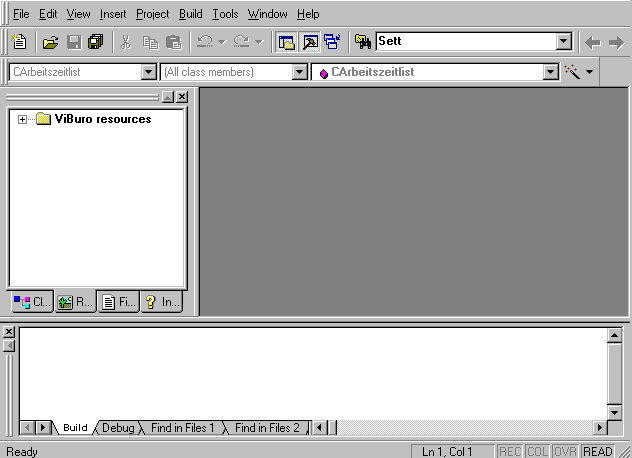 File Edit View Insert Project Build Tools Window Help
Sett
CArbeitszeitlist (All class members) CArbeitszeitlist
ViBuro resources
Cl... R... Fi... In...
Build Debug Find in Files 1 Find in Files 2
Ready Ln 1, Col 1 REC COL OVR READ